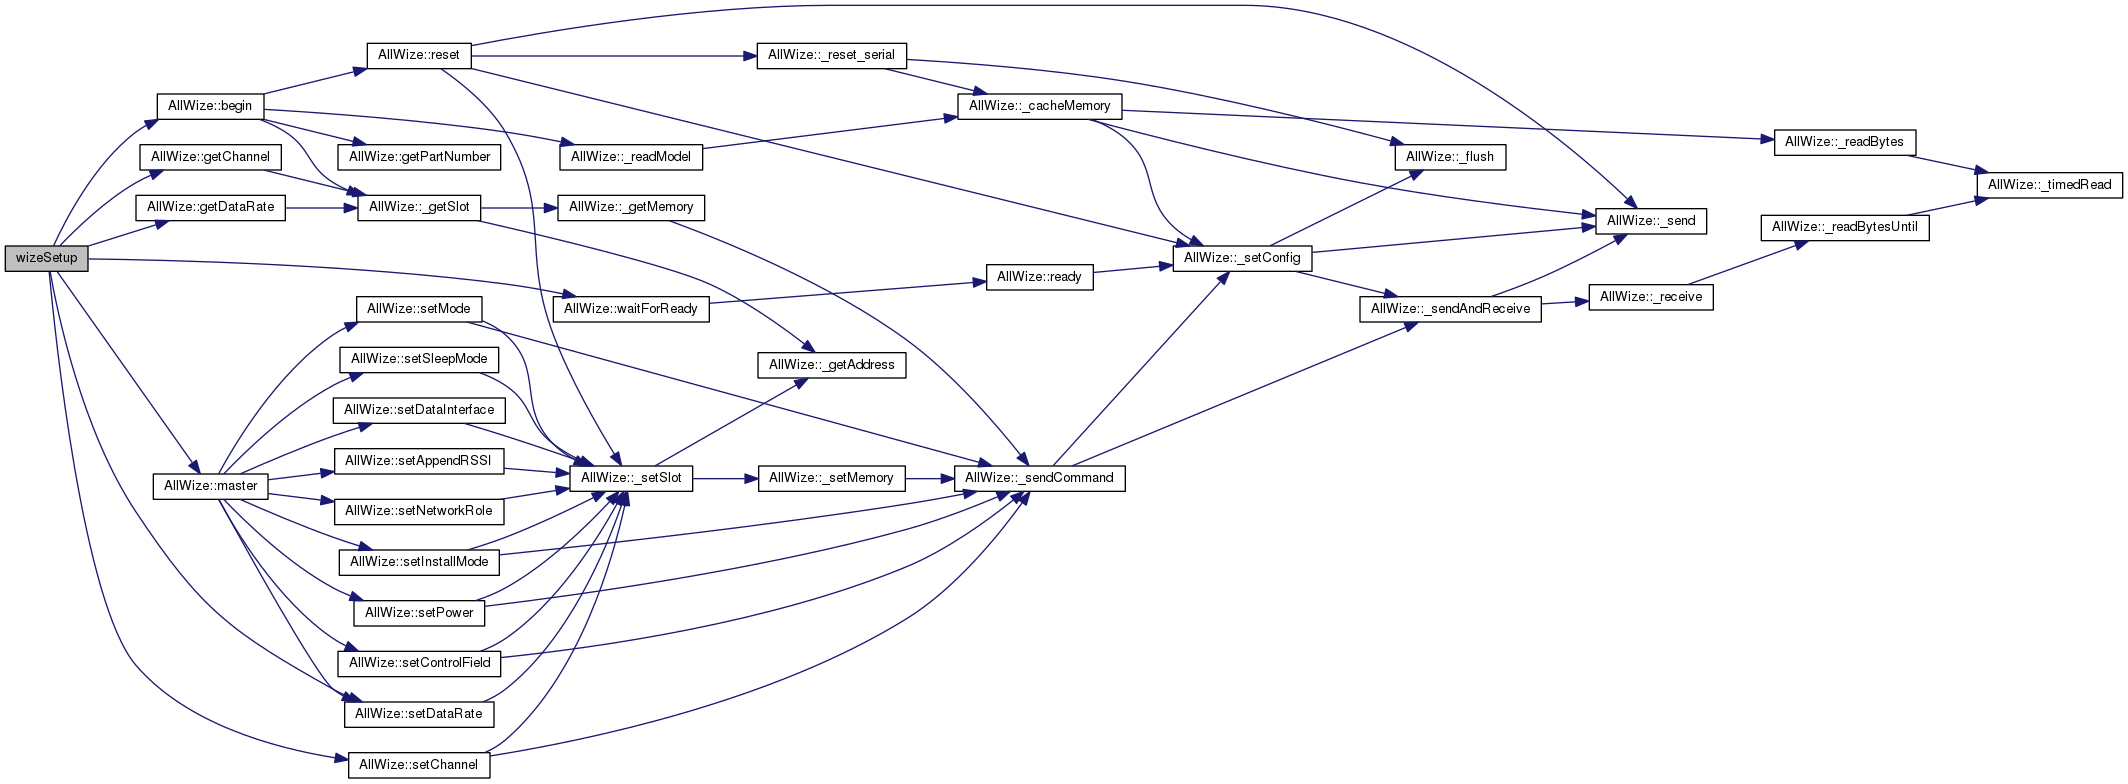 wizeSetup
AllWize::begin
AllWize::getChannel
AllWize::getDataRate
AllWize::master
AllWize::reset
AllWize::getPartNumber
AllWize::_getSlot
AllWize::setMode
AllWize::setSleepMode
AllWize::setDataInterface
AllWize::setAppendRSSI
AllWize::setNetworkRole
AllWize::setInstallMode
AllWize::setPower
AllWize::setControlField
AllWize::setDataRate
AllWize::setChannel
AllWize::_readModel
AllWize::_getMemory
AllWize::waitForReady
AllWize::_setSlot
AllWize::_reset_serial
AllWize::_getAddress
AllWize::_setMemory
AllWize::_cacheMemory
AllWize::ready
AllWize::_sendCommand
AllWize::_setConfig
AllWize::_flush
AllWize::_sendAndReceive
AllWize::_send
AllWize::_receive
AllWize::_readBytes
AllWize::_readBytesUntil
AllWize::_timedRead